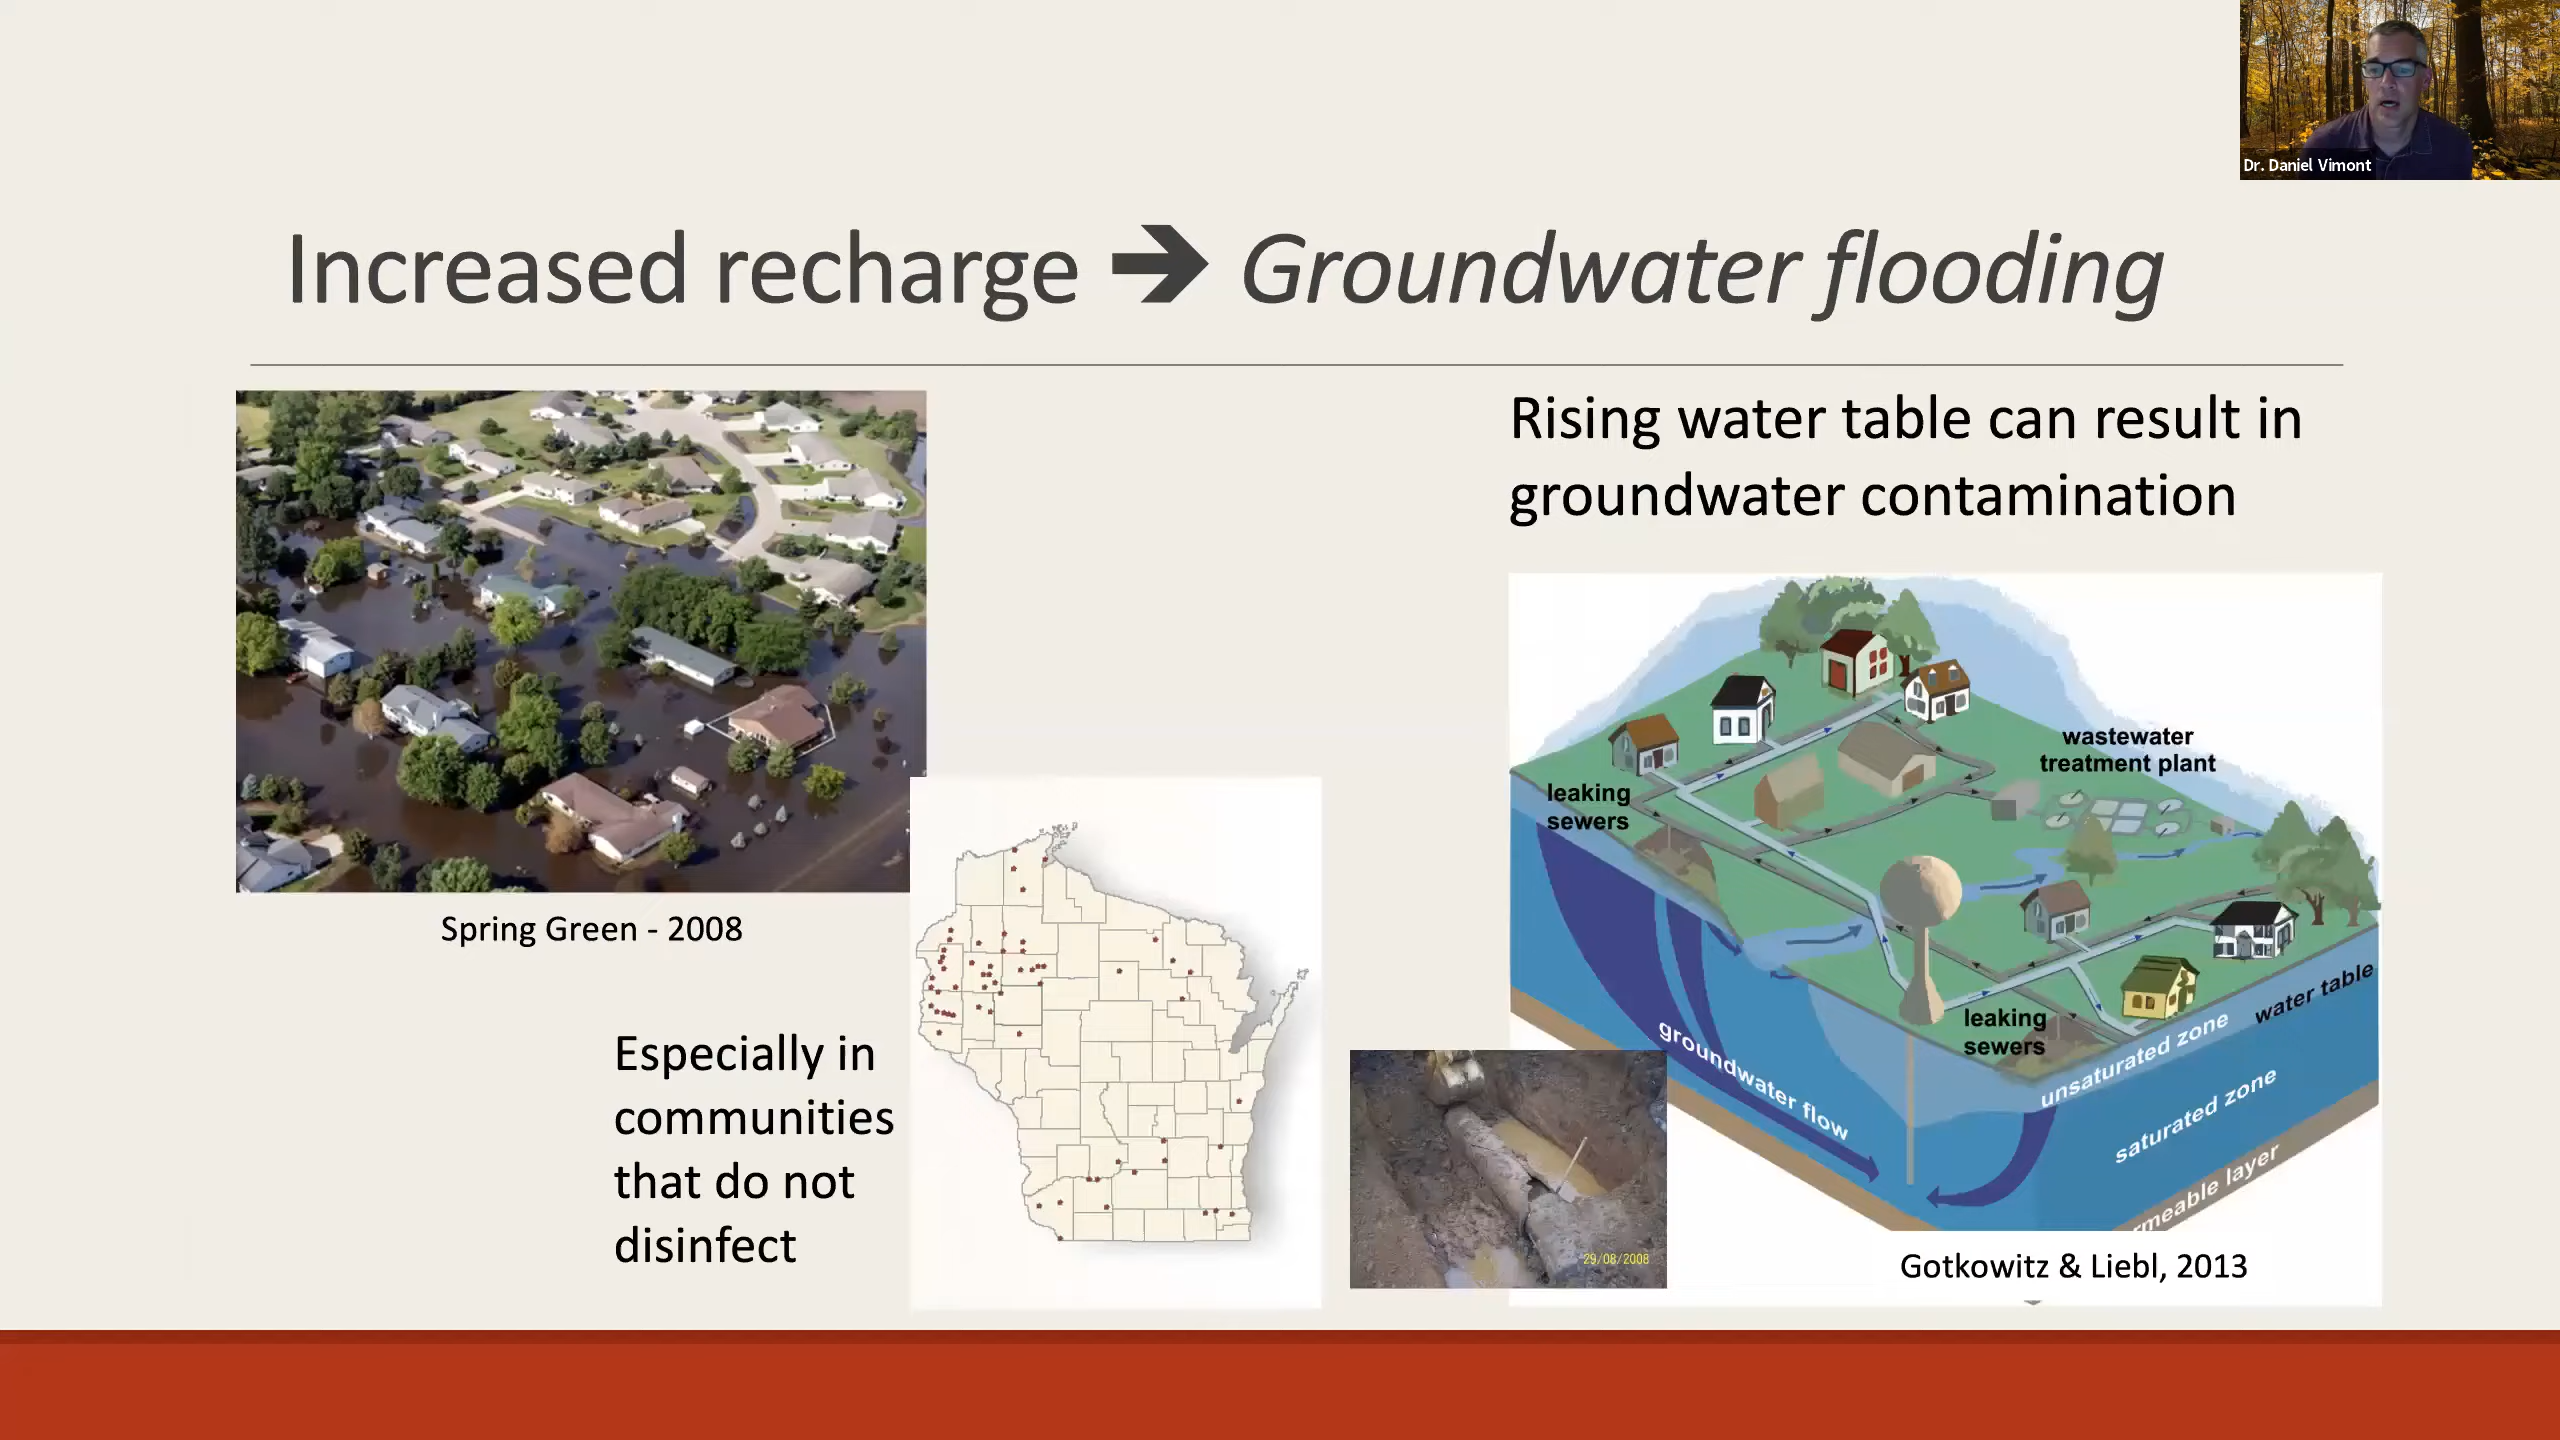 Dr. Daniel Vimont
Increased recharge ➔ Groundwater flooding
Rising water table can result in
groundwater contamination
Spring Green - 2008
Especially in
communities
that do not
disinfect
wastewater
treatment plant
leaking
sewers
leaking
sewers
water table
unsaturated zone
saturated zone
groundwater flow
rmeable layer
29/08/2008
Gotkowitz & Liebl, 2013